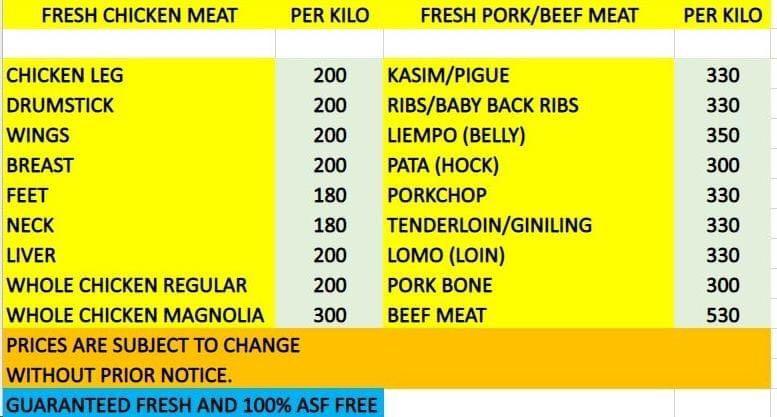 FRESH CHICKEN MEAT PER KILO FRESH PORK/BEEF MEAT PER KILO
CHICKEN LEG 200 KASIM/PIGUE 330
DRUMSTICK 200 RIBS/BABY BACK RIBS 330
WINGS 200 LIEMPO (BELLY) 350
BREAST 200 PATA (HOCK) 300
FEET 180 PORKCHOP 330
NECK 180 TENDERLOIN/GINILING 330
LIVER 200 LOMO (LOIN) 330
WHOLE CHICKEN REGULAR 200 PORK BONE 300
WHOLE CHICKEN MAGNOLIA 300 BEEF MEAT 530
PRICES ARE SUBJECT TO CHANGE
WITHOUT PRIOR NOTICE.
GUARANTEED FRESH AND 100% ASF FREE